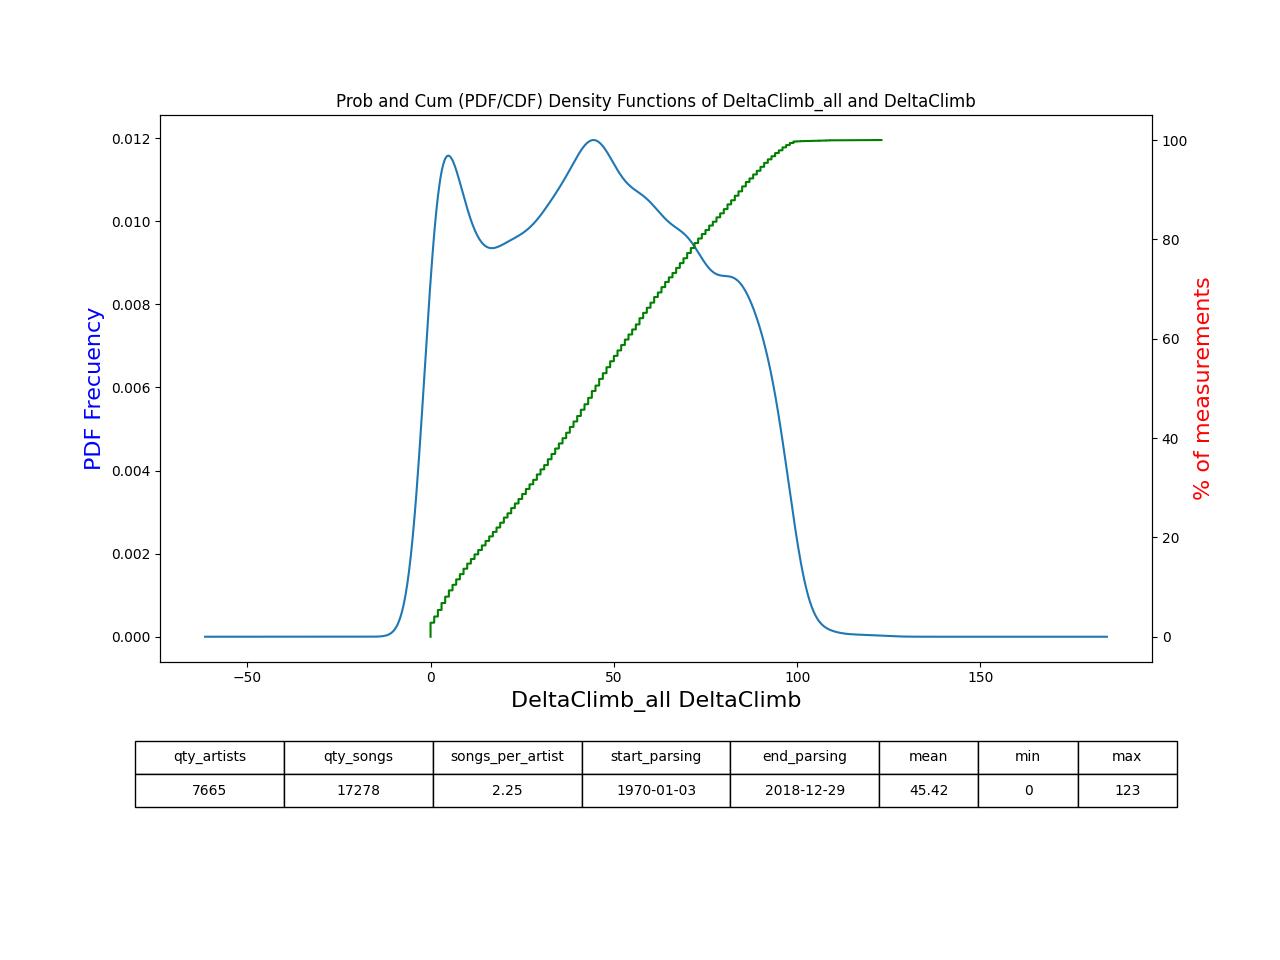 Prob and Cum (PDF/CDF) Density Functions of DeltaClimb_all and DeltaClimb
0.012
0.010
0.008
0.006
0.004
0.002
0.000
PDF Frecuency
100
80
60
40
20
0
% of measurements
−50 0 50 100 150
DeltaClimb_all DeltaClimb
qty_artists qty_songs songs_per_artist start_parsing end_parsing mean min max
7665 17278 2.25 1970-01-03 2018-12-29 45.42 0 123